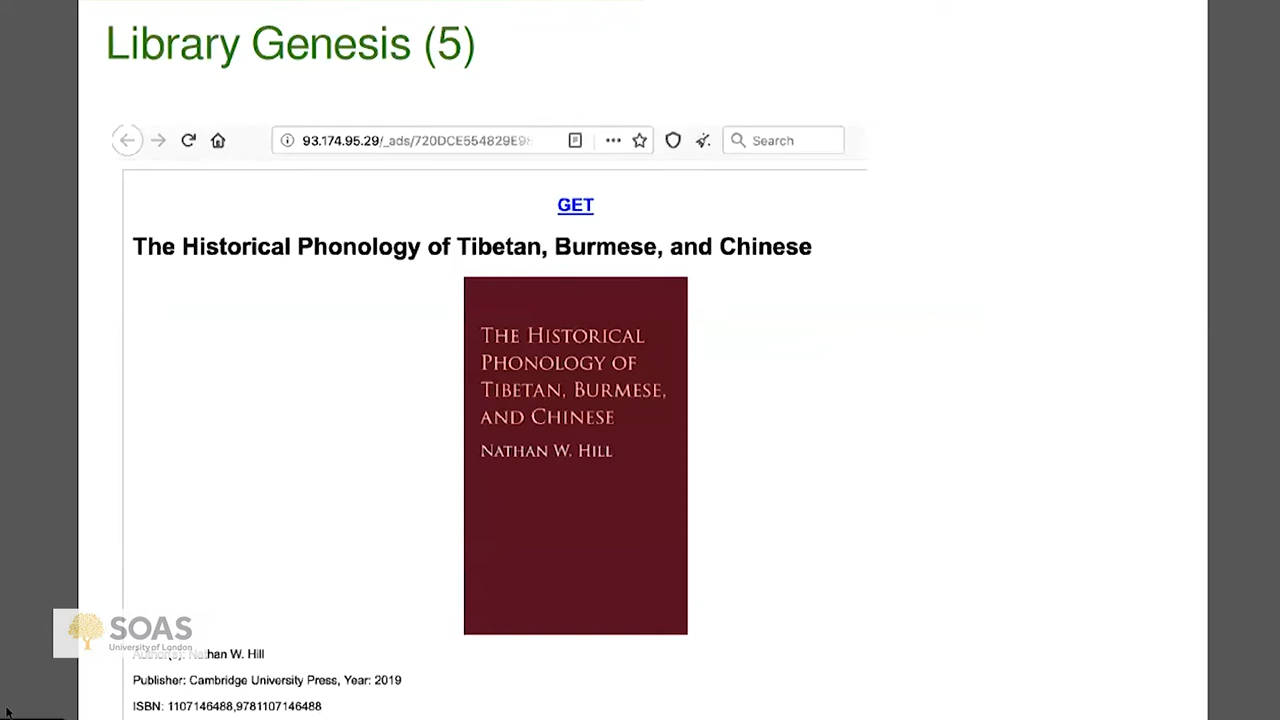 Library Genesis (5)
93.174.95.29/_ads/720DCE554829E9
Search
GET
The Historical Phonology of Tibetan, Burmese, and Chinese
THE HISTORICAL
PHONOLOGY OF
TIBETAN, BURMESE,
AND CHINESE
NATHAN W. HILL
SOAS
University of London
Author(s): Nathan W. Hill
Publisher: Cambridge University Press, Year: 2019
ISBN: 1107146488,9781107146488